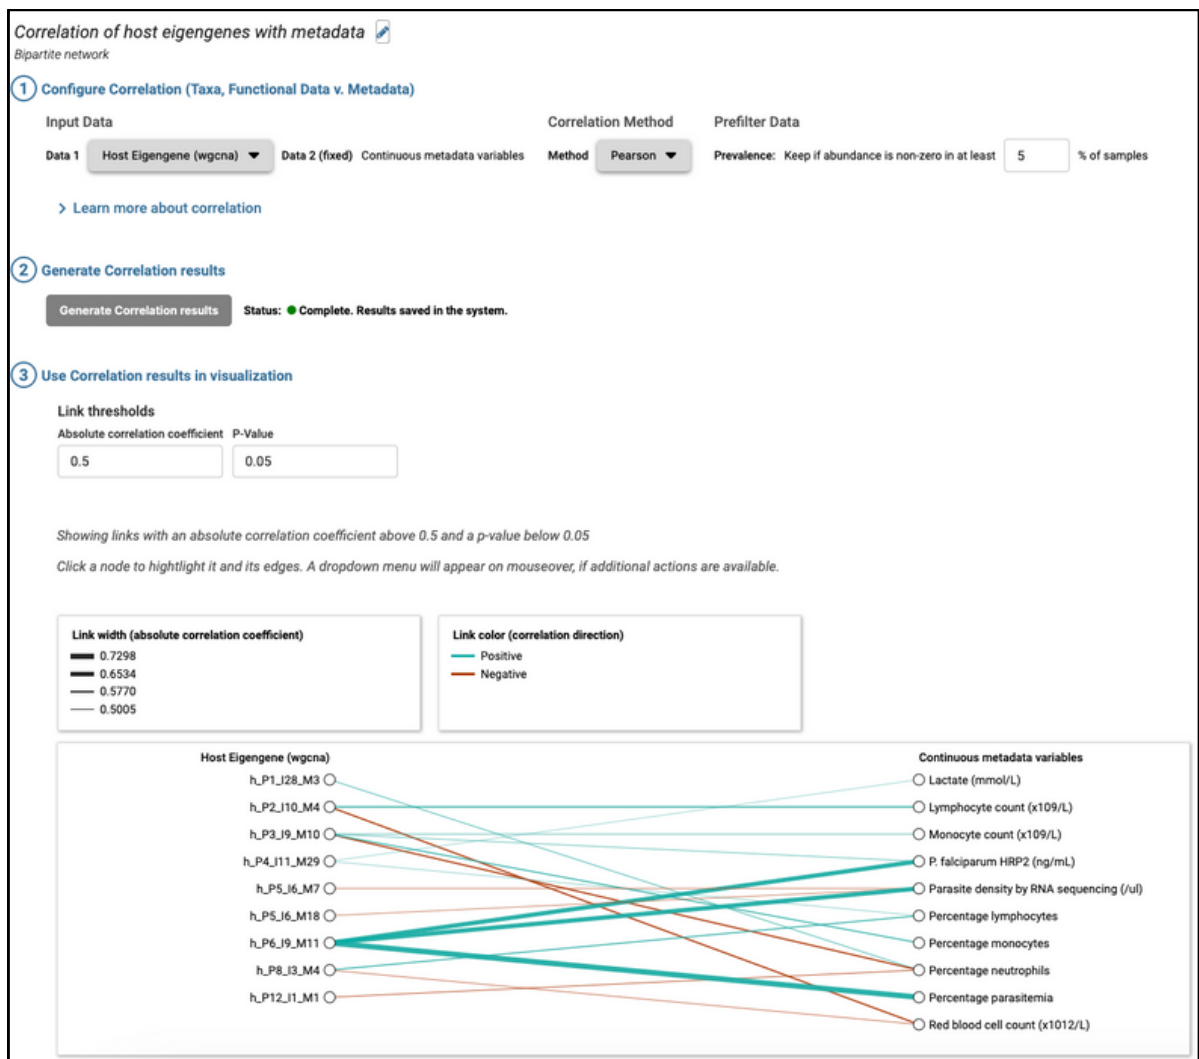 Correlation of host eigengenes with metadata
Bipartite network
1 Configure Correlation (Taxa, Functional Data v. Metadata)
Input Data Correlation Method Prefilter Data
Data 1 Host Eigengene (wgcna) Data 2 (fixed) Continuous metadata variables Method Pearson Prevalence: Keep if abundance is non-zero in at least 5 % of samples
> Learn more about correlation
2 Generate Correlation results
Generate Correlation results Status: Complete. Results saved in the system.
3 Use Correlation results in visualization
Link thresholds
Absolute correlation coefficient P-Value
0.5 0.05
Showing links with an absolute correlation coefficient above 0.5 and a p-value below 0.05
Click a node to hightlight it and its edges. A dropdown menu will appear on mouseover, if additional actions are available.
Link width (absolute correlation coefficient)
0.7298
0.6534
0.5770
0.5005
Link color (correlation direction)
Positive
Negative
Host Eigengene (wgcna)
h_P1_I28_M3
h_P2_I10_M4
h_P3_I9_M10
h_P4_I11_M29
h_P5_I6_M7
h_P5_I6_M18
h_P6_I9_M11
h_P8_I3_M4
h_P12_I1_M1
Continuous metadata variables
Lactate (mmol/L)
Lymphocyte count (x109/L)
Monocyte count (x109/L)
P. falciparum HRP2 (ng/mL)
Parasite density by RNA sequencing (/ul)
Percentage lymphocytes
Percentage monocytes
Percentage neutrophils
Percentage parasitemia
Red blood cell count (x1012/L)